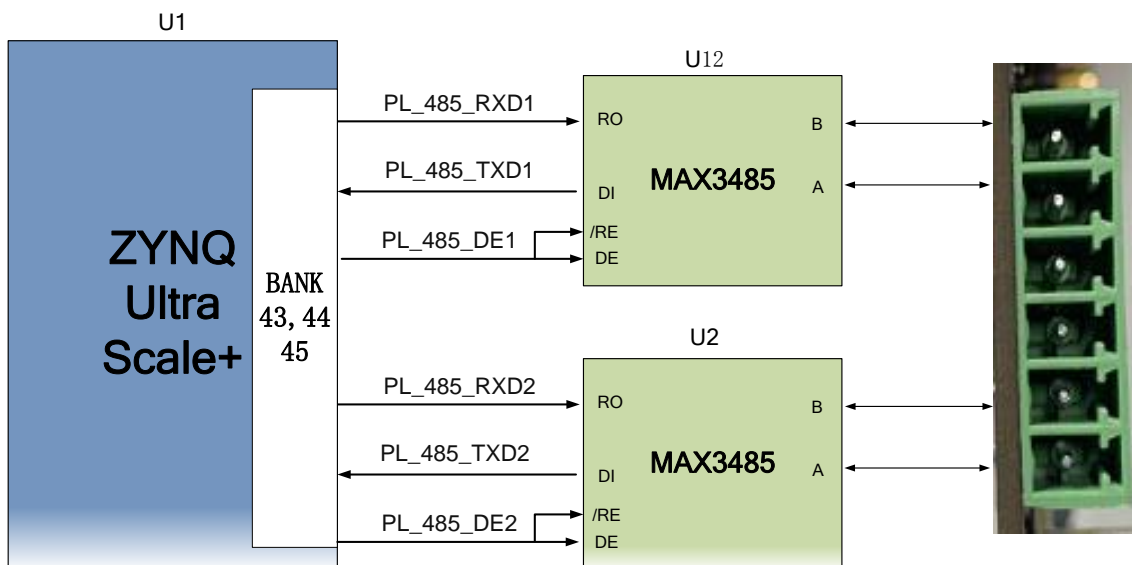 U1
ZYNQ
Ultra
Scale+
BANK
43, 44
45
PL_485_RXD1
PL_485_TXD1
PL_485_DE1
U12
RO
DI
/RE
DE
MAX3485
B
A
PL_485_RXD2
PL_485_TXD2
PL_485_DE2
U2
RO
DI
/RE
DE
MAX3485
B
A